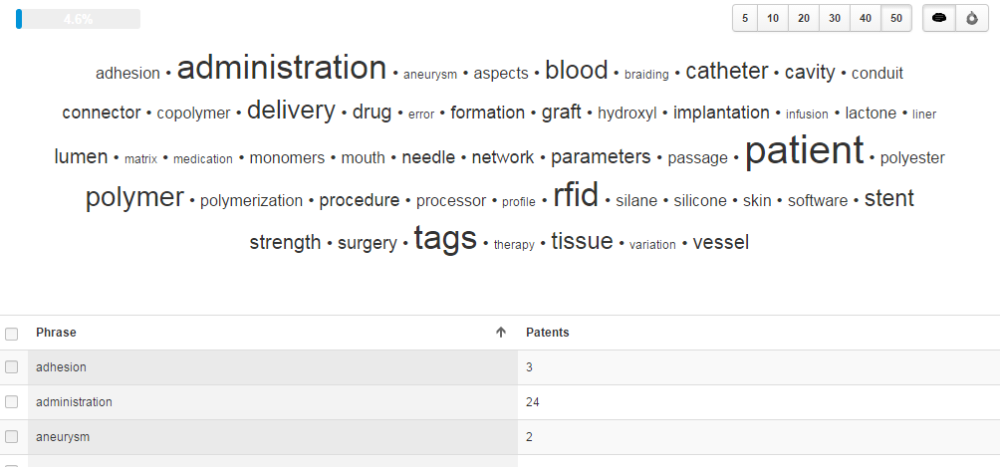 4.6% 5 10 20 30 40 50
adhesion • administration • aneurysm • aspects • blood • braiding • catheter • cavity • conduit
connector • copolymer • delivery • drug • error • formation • graft • hydroxyl • implantation • infusion • lactone • liner
lumen • matrix • medication • monomers • mouth • needle • network • parameters • passage • patient • polyester
polymer • polymerization • procedure • processor • profile • rfid • silane • silicone • skin • software • stent
strength • surgery • tags • therapy • tissue • variation • vessel
Phrase Patents
adhesion 3
administration 24
aneurysm 2